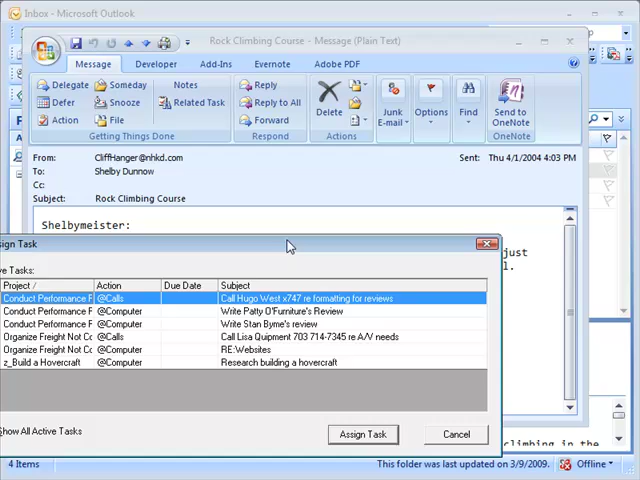 Inbox - Microsoft Outlook
Rock Climbing Course - Message (Plain Text)
Message Developer Add-Ins Evernote Adobe PDF
Delegate Someday Notes
Defer Snooze Related Task
Action File
Getting Things Done
Reply
Reply to All
Forward
Respond
Delete
Actions
Junk E-mail
Options
Find
Send to OneNote
OneNote
From: CliffHanger@nhkd.com Sent: Thu 4/1/2004 4:03 PM
To: Shelby Dunnow
Cc:
Subject: Rock Climbing Course
Shelbymeister:
just
sign Task
ve Tasks:
Project / Action Due Date Subject
Conduct Performance F @Calls Call Hugo West x747 re formatting for reviews
Conduct Performance F @Computer Write Patty O'Furniture's Review
Conduct Performance F @Computer Write Stan Byme's review
Organize Freight Not Cc @Calls Call Lisa Quipment 703 714-7345 re A/V needs
Organize Freight Not Cc @Computer RE:Websites
z_Build a Hovercraft @Computer Research building a hovercraft
Show All Active Tasks
Assign Task Cancel
climbing in the
4 Items This folder was last updated on 3/9/2009. Offline